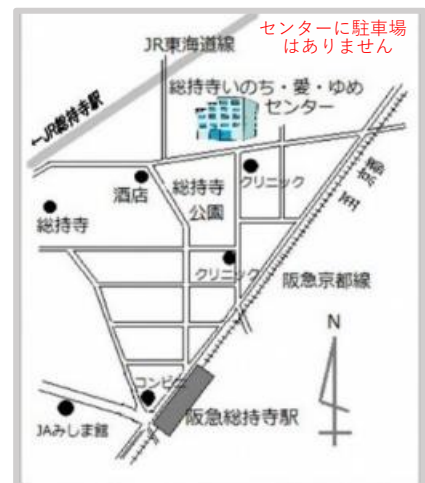 センターに駐車場
はありません
JR東海道線
総持寺いのち・愛・ゆめ
センター
←JR総持寺駅
酒店
総持寺
公園
クリニック
総持寺
クリニック
阪急京都線
N
コンビニ
JAみしま館
阪急総持寺駅